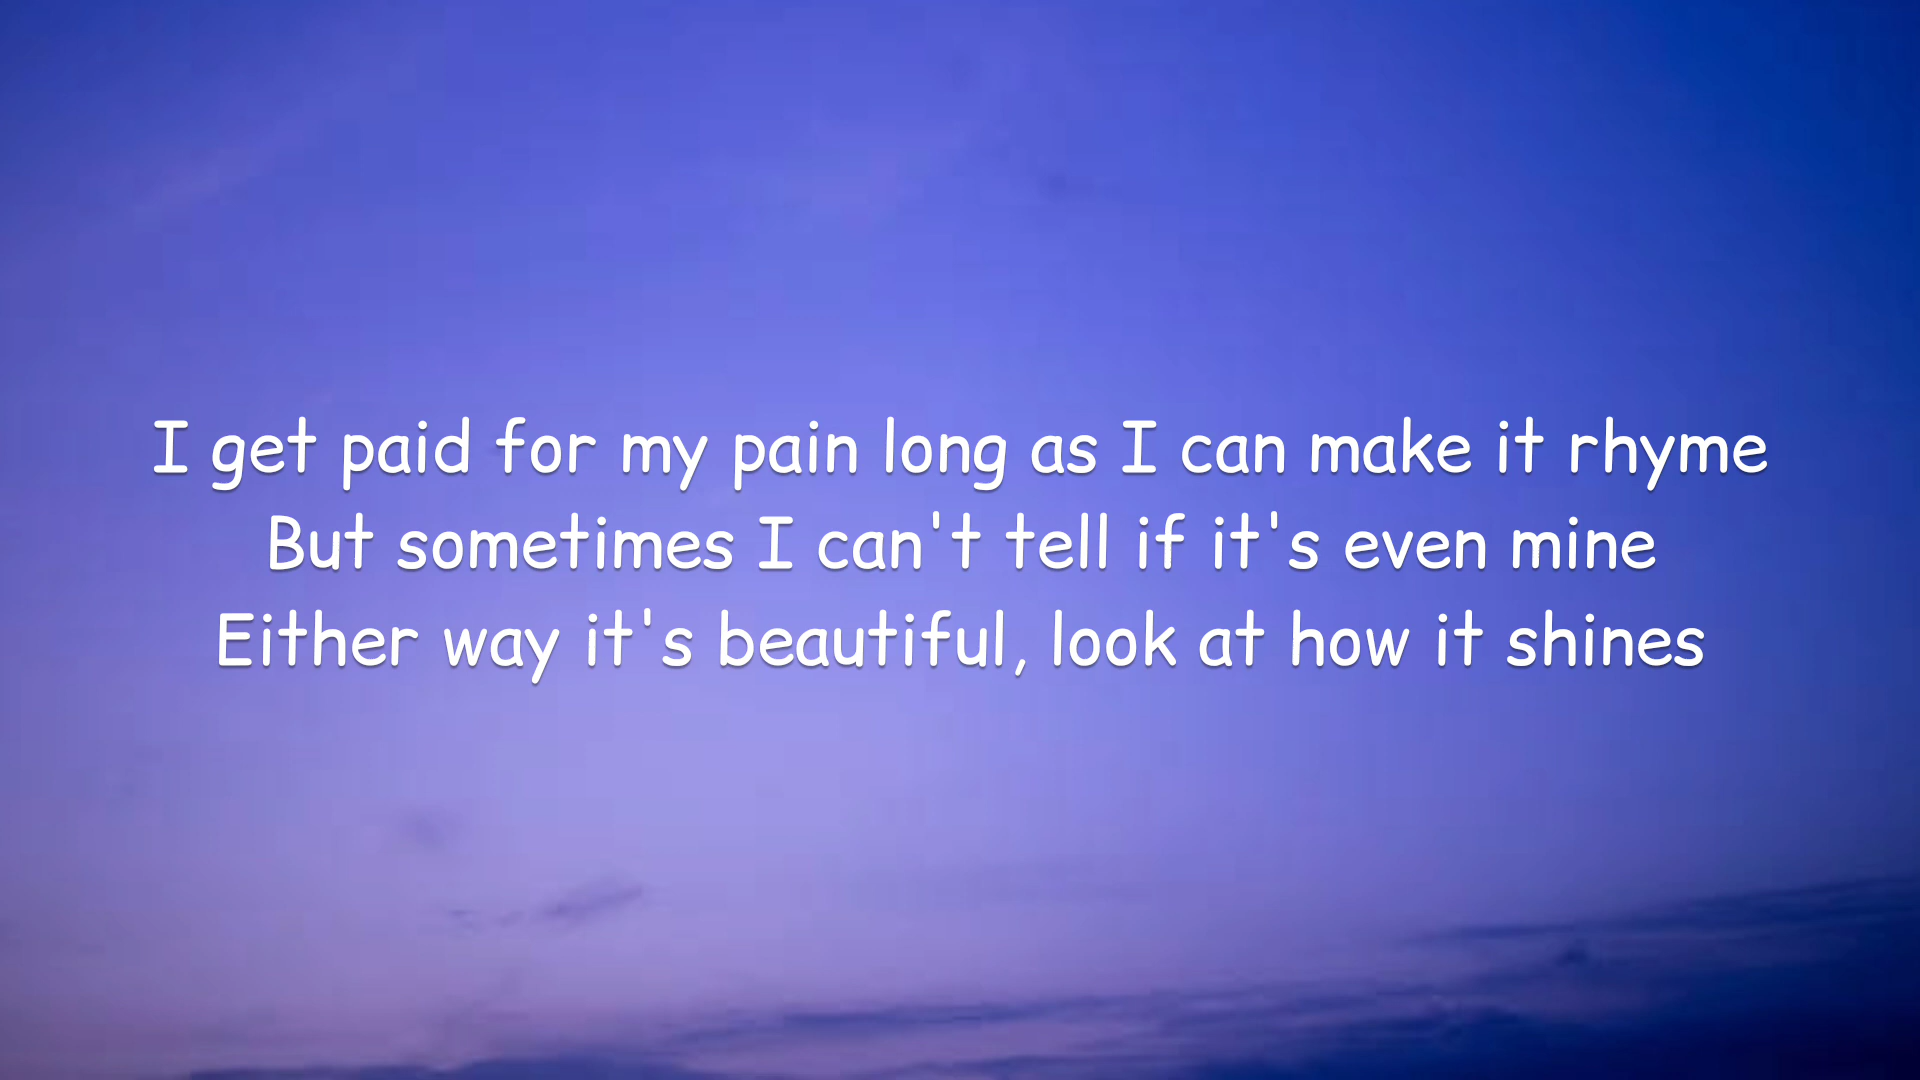 I get paid for my pain long as I can make it rhyme
But sometimes I can't tell if it's even mine
Either way it's beautiful, look at how it shines